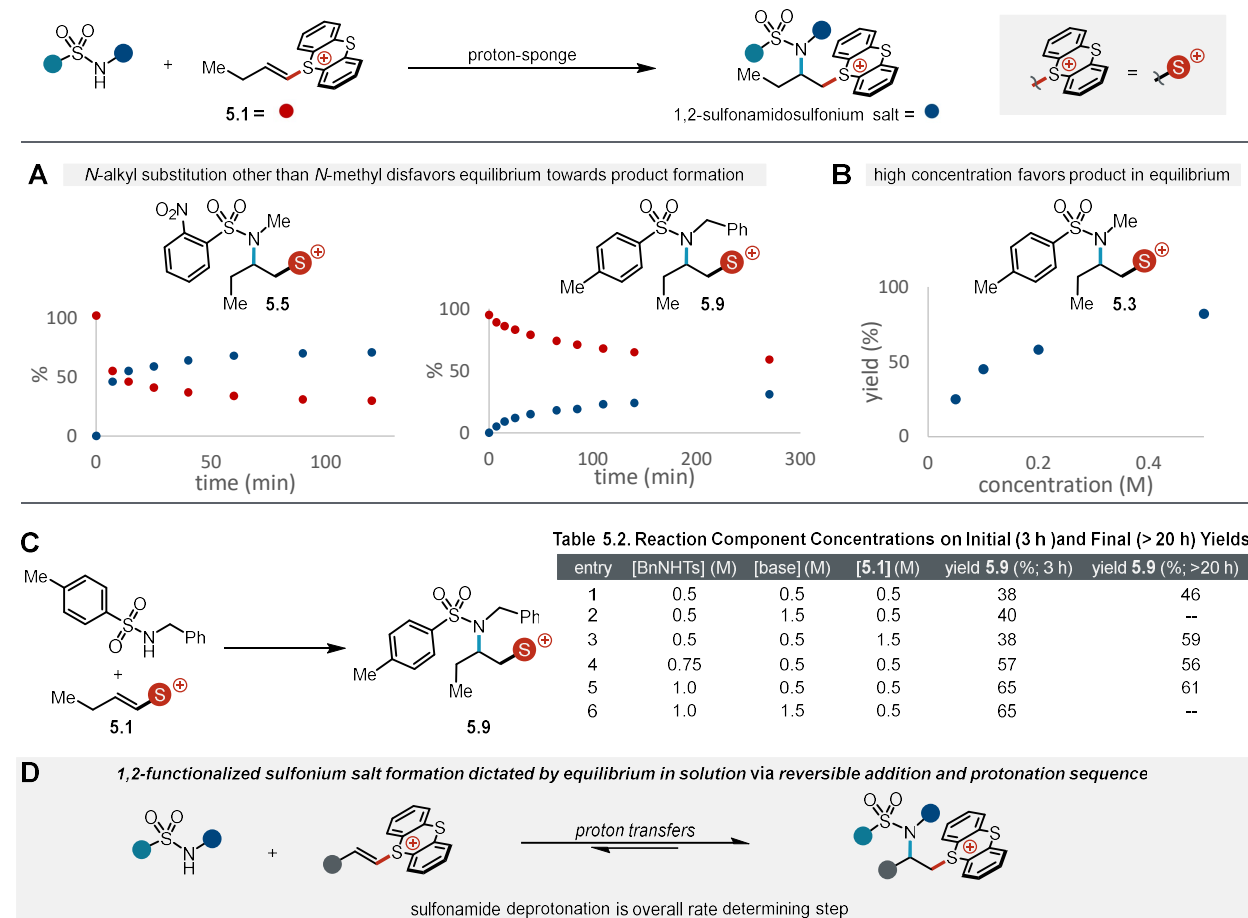 O O
S
N
H
+
Me
S
S
⊕
5.1 =
proton-sponge
O O
S
N
Me
S
S
⊕
1,2-sulfonamidosulfonium salt =
S
S
⊕
=
S ⊕
A N-alkyl substitution other than N-methyl disfavors equilibrium towards product formation
O2N
O O
S
N
Me
S ⊕
Me
5.5
100
50
0
%
0 50 100
time (min)
O O
S
N
Ph
S ⊕
Me
Me
5.9
100
50
0
%
0 100 200 300
time (min)
B high concentration favors product in equilibrium
O O
S
N
Me
S ⊕
Me
Me
5.3
100
50
0
yield (%)
0 0.2 0.4
concentration (M)
C
Me
O
S
O
N
H
Ph
+
Me
S ⊕
5.1
O O
S
N
Ph
S ⊕
Me
Me
5.9
Table 5.2. Reaction Component Concentrations on Initial (3 h )and Final (> 20 h) Yields
entry [BnNHTs] (M) [base] (M) [5.1] (M) yield 5.9 (%; 3 h) yield 5.9 (%; >20 h)
1 0.5 0.5 0.5 38 46
2 0.5 1.5 0.5 40 --
3 0.5 0.5 1.5 38 59
4 0.75 0.5 0.5 57 56
5 1.0 0.5 0.5 65 61
6 1.0 1.5 0.5 65 --
D 1,2-functionalized sulfonium salt formation dictated by equilibrium in solution via reversible addition and protonation sequence
O O
S
N
H
+
S
S
⊕
proton transfers
O O
S
N
S
S
⊕
sulfonamide deprotonation is overall rate determining step